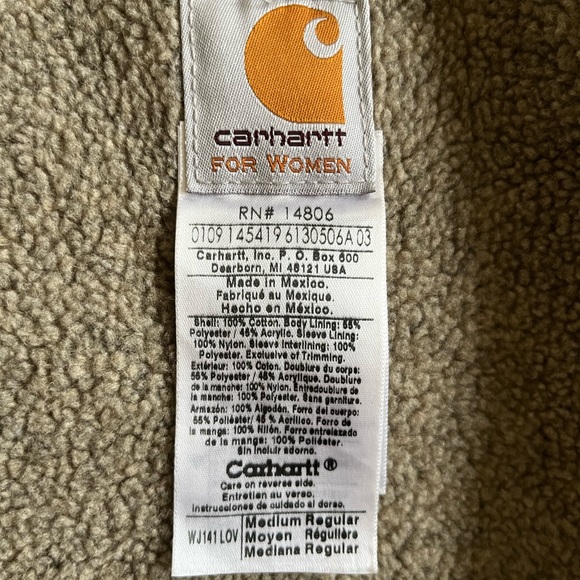 carhartt
FOR WOMEN
RN# 14806
0109 145419 6130506A 03
Carhartt, Inc. P. O. Box 600
Dearborn, MI 48121 USA
Made in Mexico.
Fabriqué au Mexique.
Hecho en México.
Shell: 100% Cotton. Body Lining: 55%
Polyester / 45% Acrylic. Sleeve Lining:
100% Nylon. Sleeve Interlining: 100%
Polyester. Exclusive of Trimming.
Extérieur: 100% Coton. Doublure du corps:
55% Polyester / 45% Acrylique. Doublure de
la manche: 100% Nylon. Entredoublure de
la manche: 100% Polyester. Sans garniture.
Armazón: 100% Algodón. Forro del cuerpo:
55% Poliéster/ 45 % Acrílico. Forro de
la manga: 100% Nilón. Forro entrelazado
de la manga: 100% Poliéster.
Sin incluir adorno.
Carhartt®
Care on reverse side.
Entretien au verso.
Instrucciones de cuidado al dorso.
WJ141 LOV
Medium Regular
Moyen Régulière
Mediana Regular